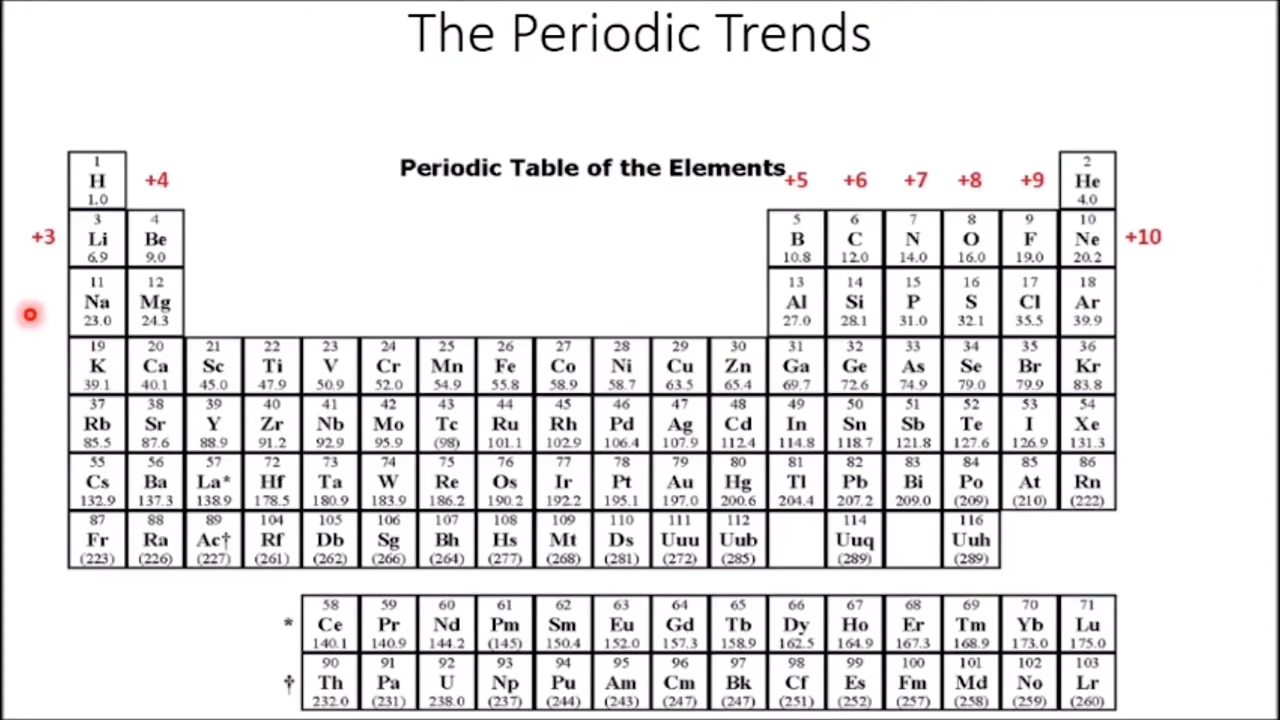 The Periodic Trends
Periodic Table of the Elements
1 2
H +4 +5 +6 +7 +8 +9 He
1.0 4.0
3 4 5 6 7 8 9 10
+3 Li Be B C N O F Ne +10
6.9 9.0 10.8 12.0 14.0 16.0 19.0 20.2
11 12 13 14 15 16 17 18
Na Mg Al Si P S Cl Ar
23.0 24.3 27.0 28.1 31.0 32.1 35.5 39.9
19 20 21 22 23 24 25 26 27 28 29 30 31 32 33 34 35 36
K Ca Sc Ti V Cr Mn Fe Co Ni Cu Zn Ga Ge As Se Br Kr
39.1 40.1 45.0 47.9 50.9 52.0 54.9 55.8 58.9 58.7 63.5 65.4 69.7 72.6 74.9 79.0 79.9 83.8
37 38 39 40 41 42 43 44 45 46 47 48 49 50 51 52 53 54
Rb Sr Y Zr Nb Mo Tc Ru Rh Pd Ag Cd In Sn Sb Te I Xe
85.5 87.6 88.9 91.2 92.9 95.9 (98) 101.1 102.9 106.4 107.9 112.4 114.8 118.7 121.8 127.6 126.9 131.3
55 56 57 72 73 74 75 76 77 78 79 80 81 82 83 84 85 86
Cs Ba La* Hf Ta W Re Os Ir Pt Au Hg Tl Pb Bi Po At Rn
132.9 137.3 138.9 178.5 180.9 183.9 186.2 190.2 192.2 195.1 197.0 200.6 204.4 207.2 209.0 (209) (210) (222)
87 88 89 104 105 106 107 108 109 110 111 112 114 116
Fr Ra Ac† Rf Db Sg Bh Hs Mt Ds Uuu Uub Uuq Uuh
(223) (226) (227) (261) (262) (266) (264) (277) (268) (281) (272) (285) (289) (289)
58 59 60 61 62 63 64 65 66 67 68 69 70 71
* Ce Pr Nd Pm Sm Eu Gd Tb Dy Ho Er Tm Yb Lu
140.1 140.9 144.2 (145) 150.4 152.0 157.3 158.9 162.5 164.9 167.3 168.9 173.0 175.0
90 91 92 93 94 95 96 97 98 99 100 101 102 103
† Th Pa U Np Pu Am Cm Bk Cf Es Fm Md No Lr
232.0 (231) 238.0 (237) (244) (243) (247) (247) (251) (252) (257) (258) (259) (260)